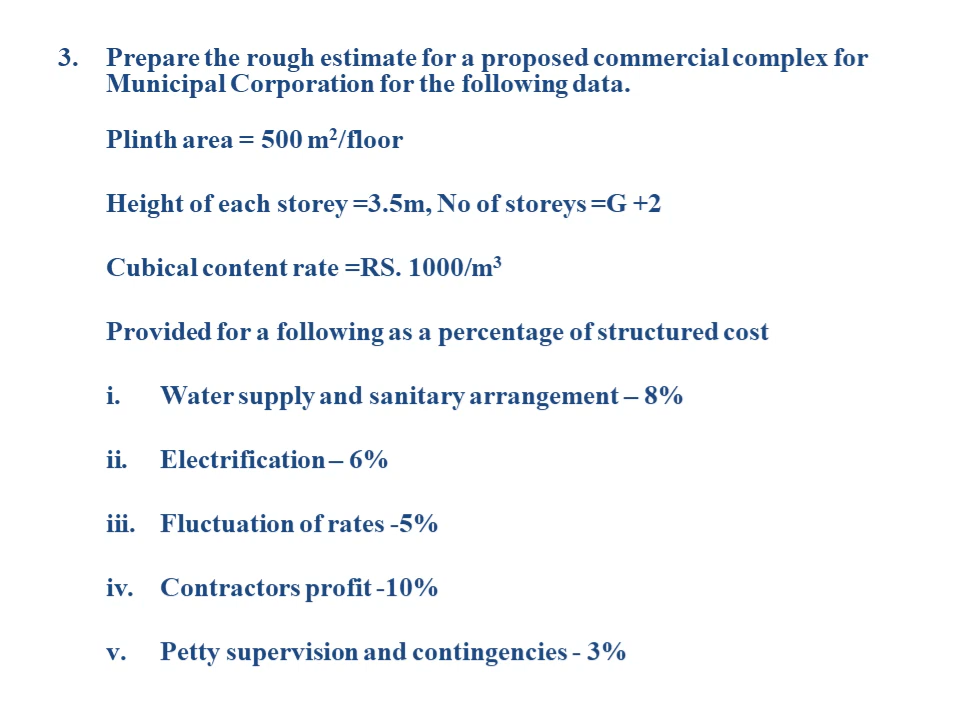 3. Prepare the rough estimate for a proposed commercial complex for
Municipal Corporation for the following data.
Plinth area = 500 m²/floor
Height of each storey =3.5m, No of storeys =G +2
Cubical content rate =RS. 1000/m³
Provided for a following as a percentage of structured cost
i. Water supply and sanitary arrangement – 8%
ii. Electrification – 6%
iii. Fluctuation of rates -5%
iv. Contractors profit -10%
v. Petty supervision and contingencies - 3%